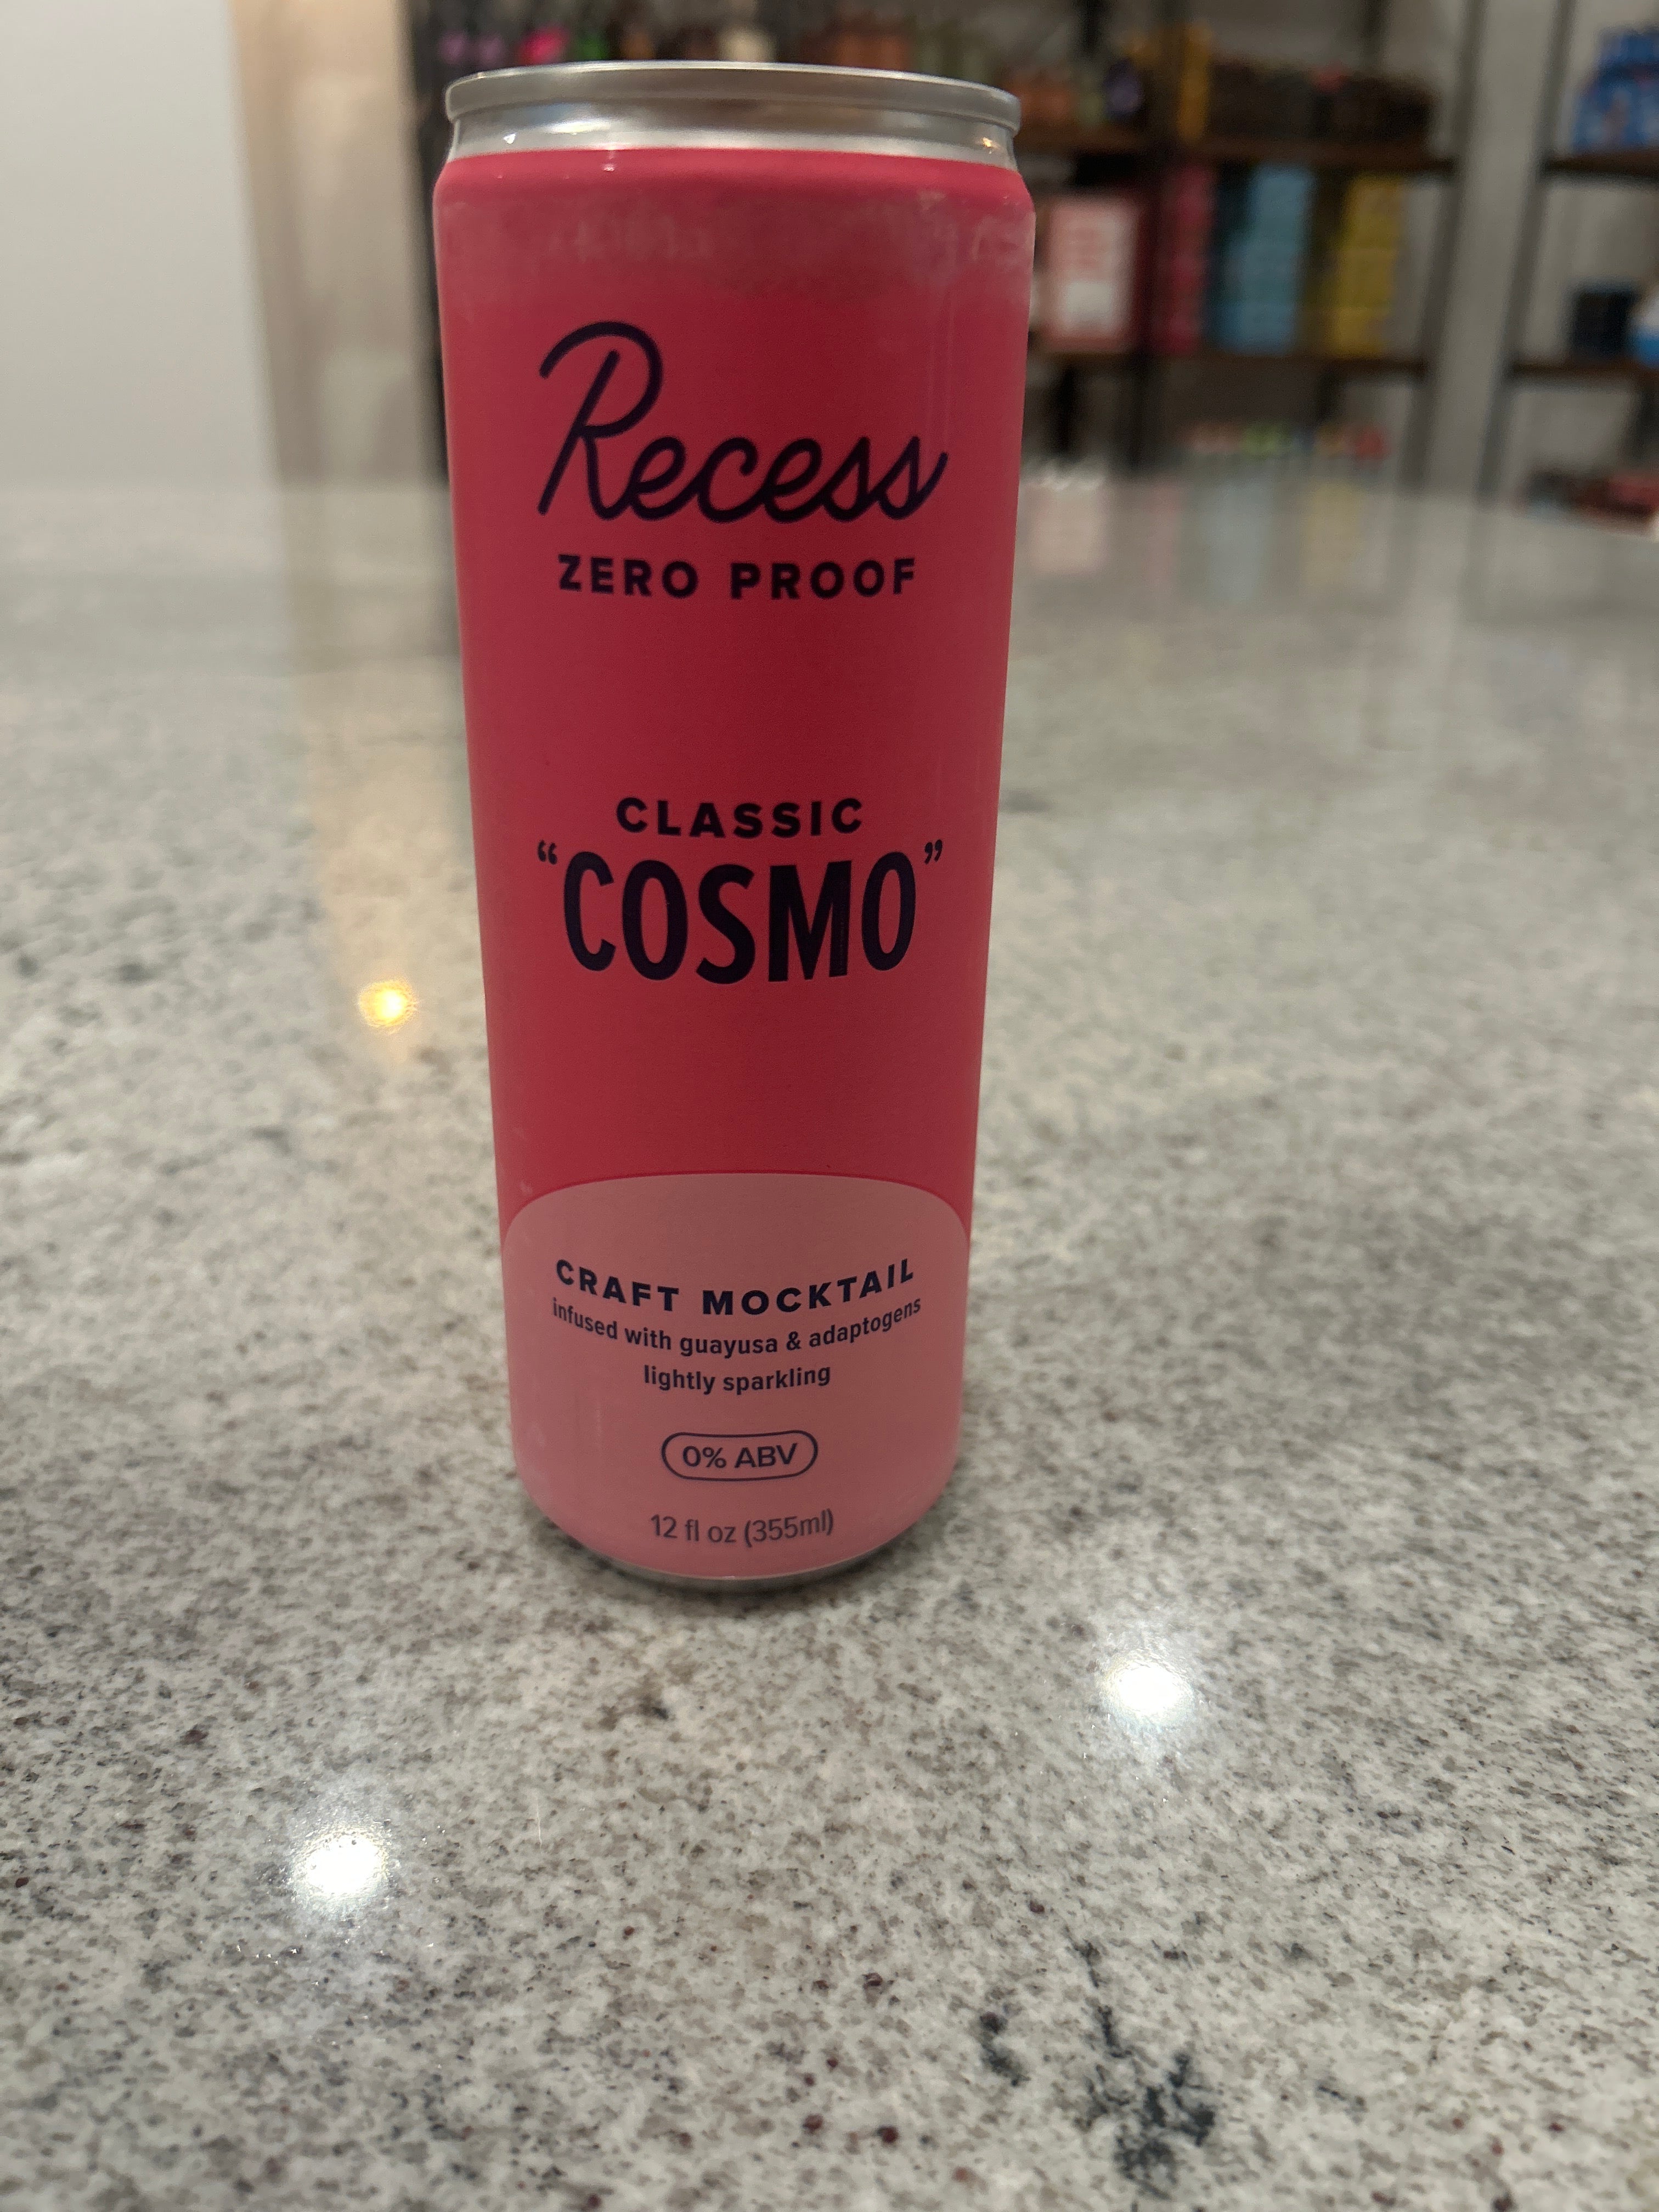 Recess
ZERO PROOF
CLASSIC
“COSMO”
CRAFT MOCKTAIL
infused with guayusa & adaptogens
lightly sparkling
0% ABV
12 fl oz (355ml)